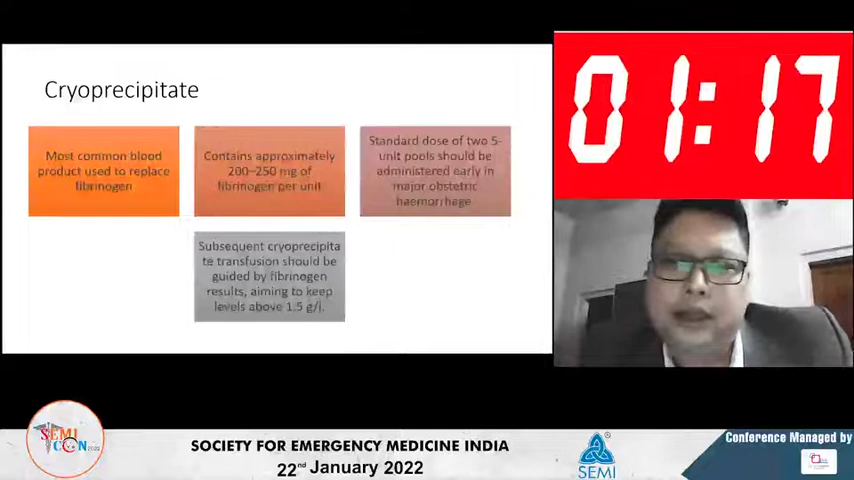 Cryoprecipitate
Most common blood
product used to replace
fibrinogen
Contains approximately
200–250 mg of
fibrinogen per unit
Standard dose of two 5-
unit pools should be
administered early in
major obstetric
haemorrhage
Subsequent cryoprecipita
te transfusion should be
guided by fibrinogen
results, aiming to keep
levels above 1.5 g/l.
01:17
SEMI
CON 2022
SOCIETY FOR EMERGENCY MEDICINE INDIA
22nd January 2022
SEMI
®
Conference Managed by